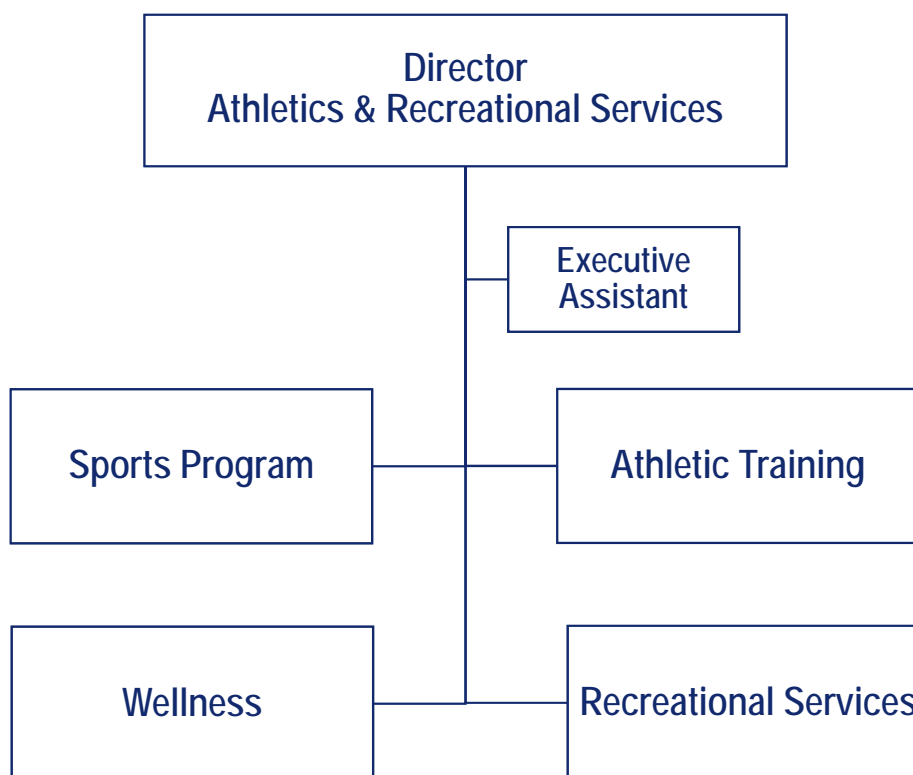 Director
Athletics & Recreational Services
Executive
Assistant
Sports Program
Athletic Training
Wellness
Recreational Services